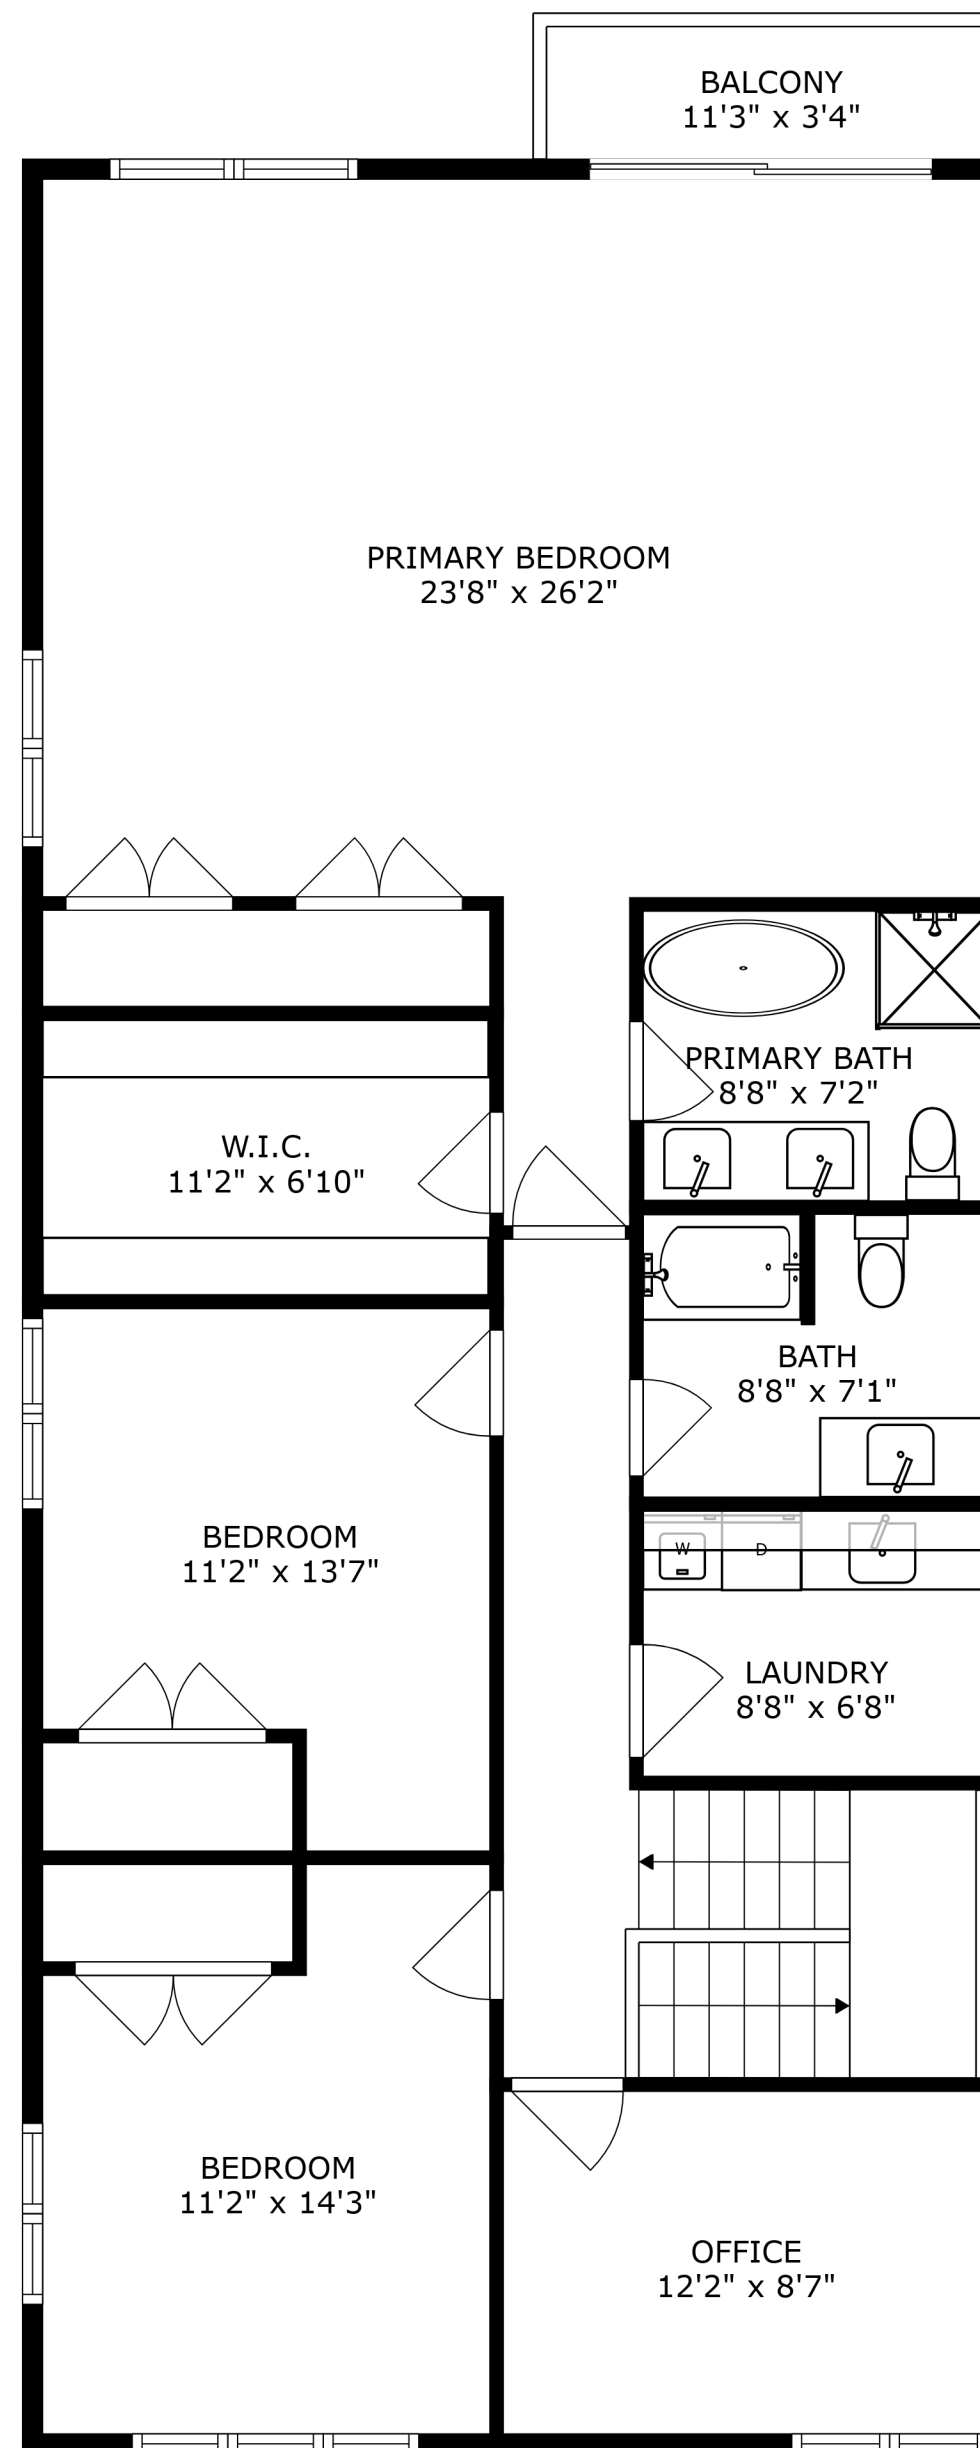 BALCONY
11'3" x 3'4"
PRIMARY BEDROOM
23'8" x 26'2"
PRIMARY BATH
8'8" x 7'2"
W.I.C.
11'2" x 6'10"
BATH
8'8" x 7'1"
BEDROOM
11'2" x 13'7"
W D
LAUNDRY
8'8" x 6'8"
BEDROOM
11'2" x 14'3"
OFFICE
12'2" x 8'7"